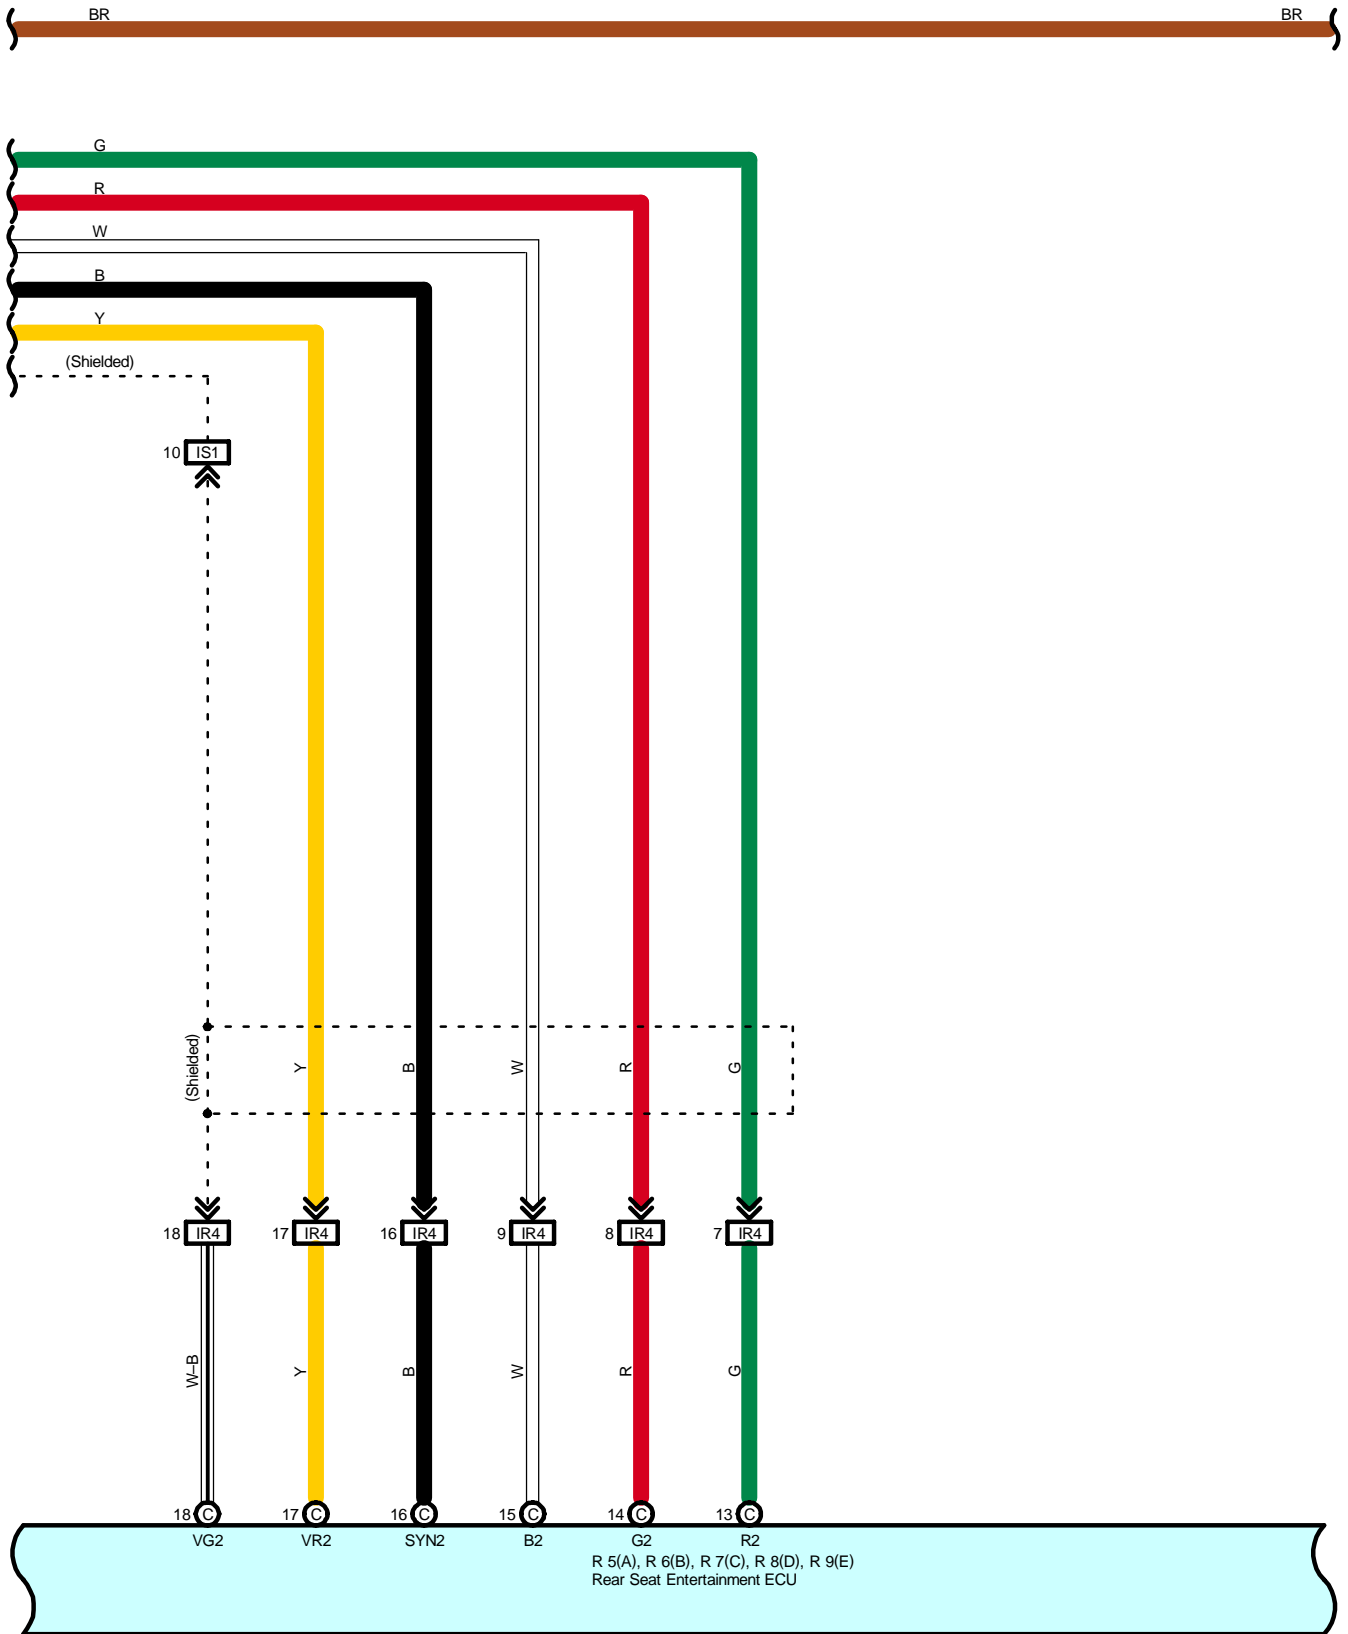 BR BR
G
R
W
B
Y
(Shielded)
10 IS1
(Shielded) Y B W R G
18 IR4 17 IR4 16 IR4 9 IR4 8 IR4 7 IR4
W–B Y B W R G
18 C 17 C 16 C 15 C 14 C 13 C
VG2 VR2 SYN2 B2 G2 R2
R 5(A), R 6(B), R 7(C), R 8(D), R 9(E)
Rear Seat Entertainment ECU